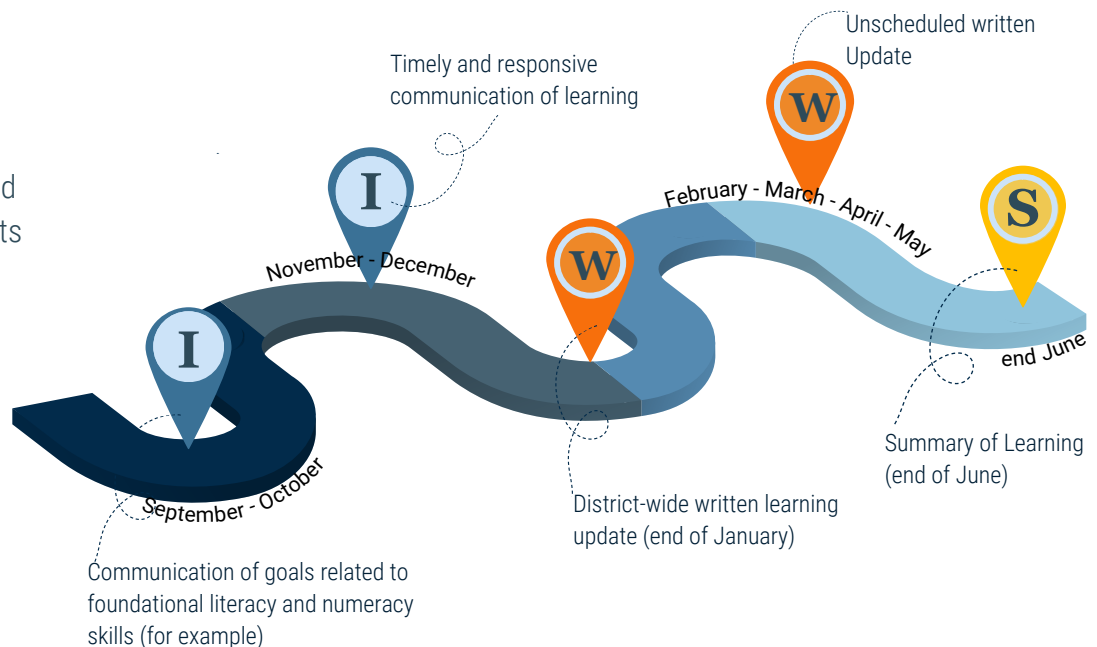 Unscheduled written
Update
Timely and responsive
communication of learning
W
d
ts
I
February - March - April - May
S
November - December
W
I
end June
Summary of Learning
(end of June)
September - October
District-wide written learning
update (end of January)
Communication of goals related to
foundational literacy and numeracy
skills (for example)